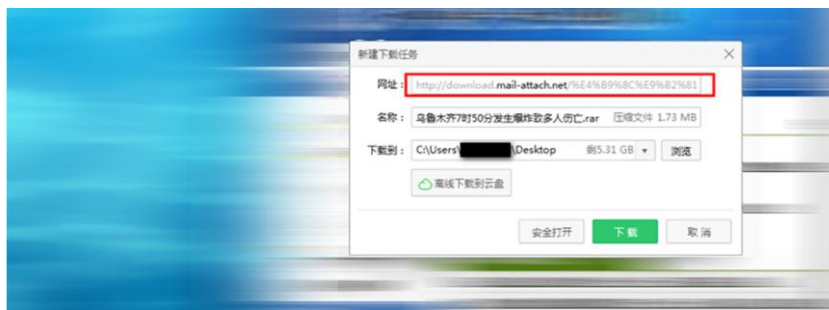 新建下载任务
网址： http://download.mail-attach.net/%E4%B9%8C%E9%B2%81
名称： 乌鲁木齐7时50分发生爆炸致多人伤亡.rar 压缩文件 1.73 MB
下载到： C:\Users\ \Desktop 剩5.31 GB 浏览
离线下载到云盘
安全打开 下载 取消